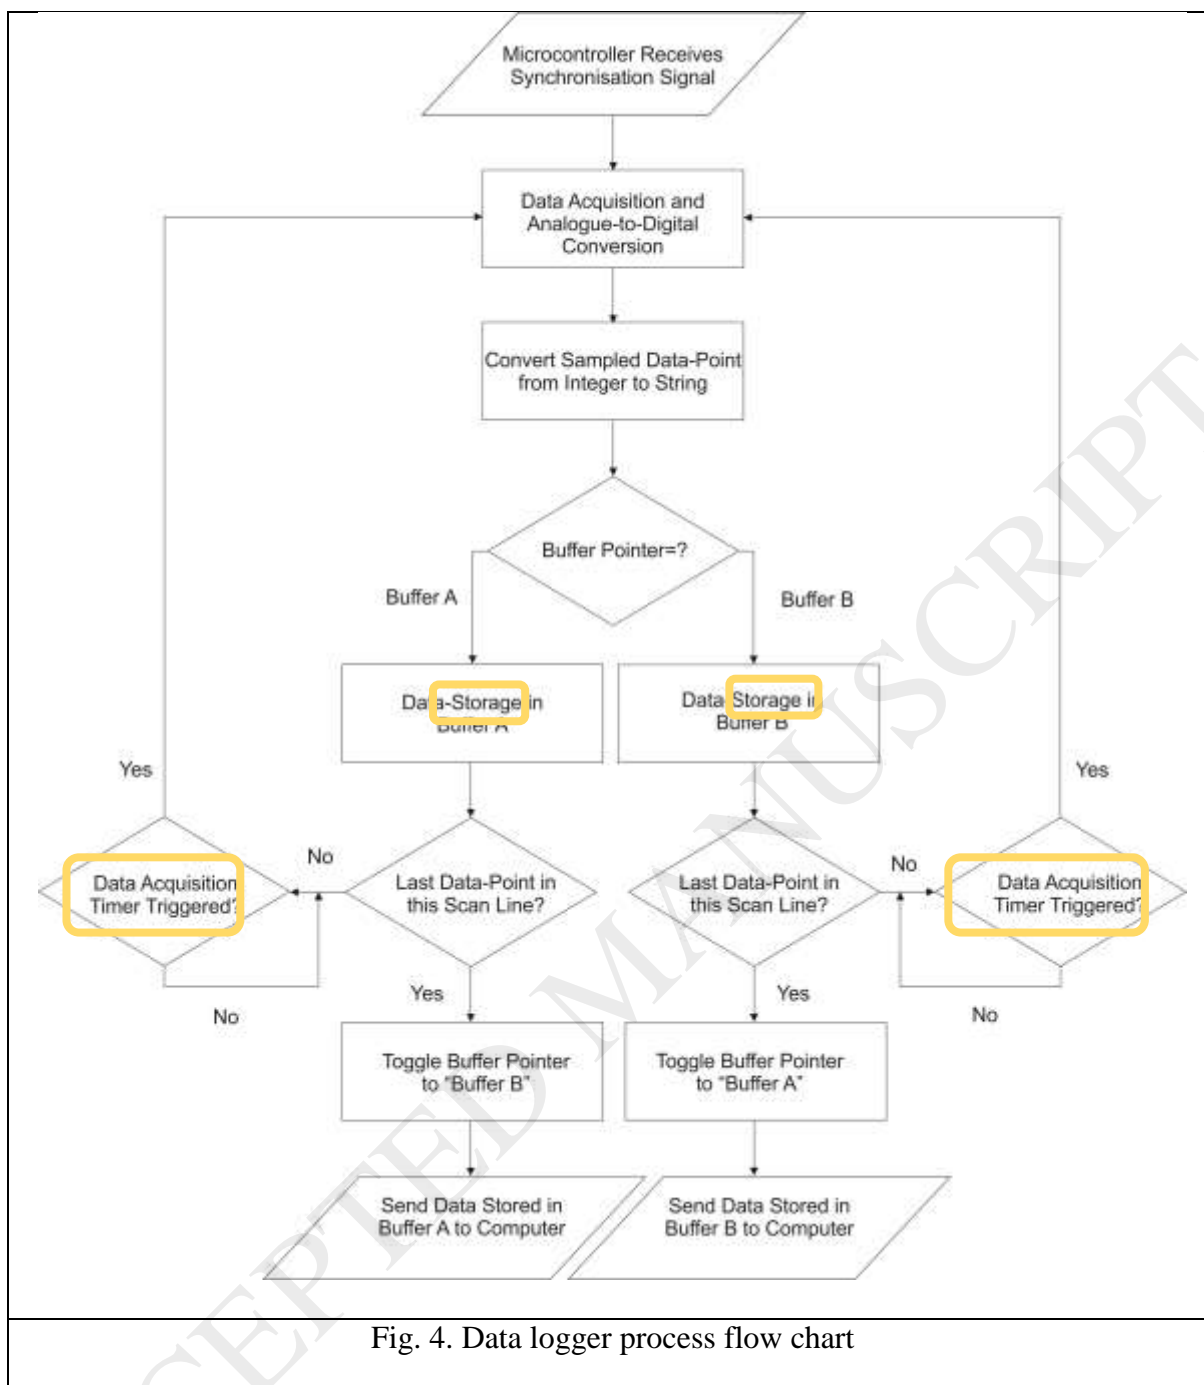 Microcontroller Receives
Synchronisation Signal
Data Acquisition and
Analogue-to-Digital
Conversion
Convert Sampled Data-Point
from Integer to String
Buffer Pointer=?
Buffer A
Buffer B
Data-Storage in
Buffer A
Data-Storage in
Buffer B
Yes
Yes
Data Acquisition
Timer Triggered?
No
Last Data-Point in
this Scan Line?
Last Data-Point in
this Scan Line?
No
Data Acquisition
Timer Triggered?
No
Yes
Yes
No
Toggle Buffer Pointer
to “Buffer B”
Toggle Buffer Pointer
to “Buffer A”
Send Data Stored in
Buffer A to Computer
Send Data Stored in
Buffer B to Computer
Fig. 4. Data logger process flow chart
CEPTED MANUSCRIPT